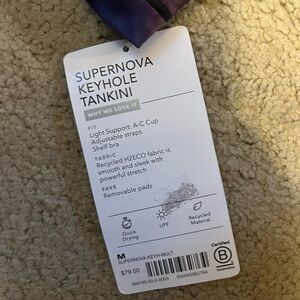 SUPERNOVA
KEYHOLE
TANKINI
WHY WE LOVE IT
FIT
Light Support: A-C Cup
Adjustable straps
Shelf bra
FABRIC
Recycled H2ECO fabric is
smooth and sleek with
powerful stretch
FAVE
Removable pads
Quick
Drying
UPF
Recycled
Material
M
SUPERNOVA KEYH-MULT
$79.00
Certified
B
Corporation